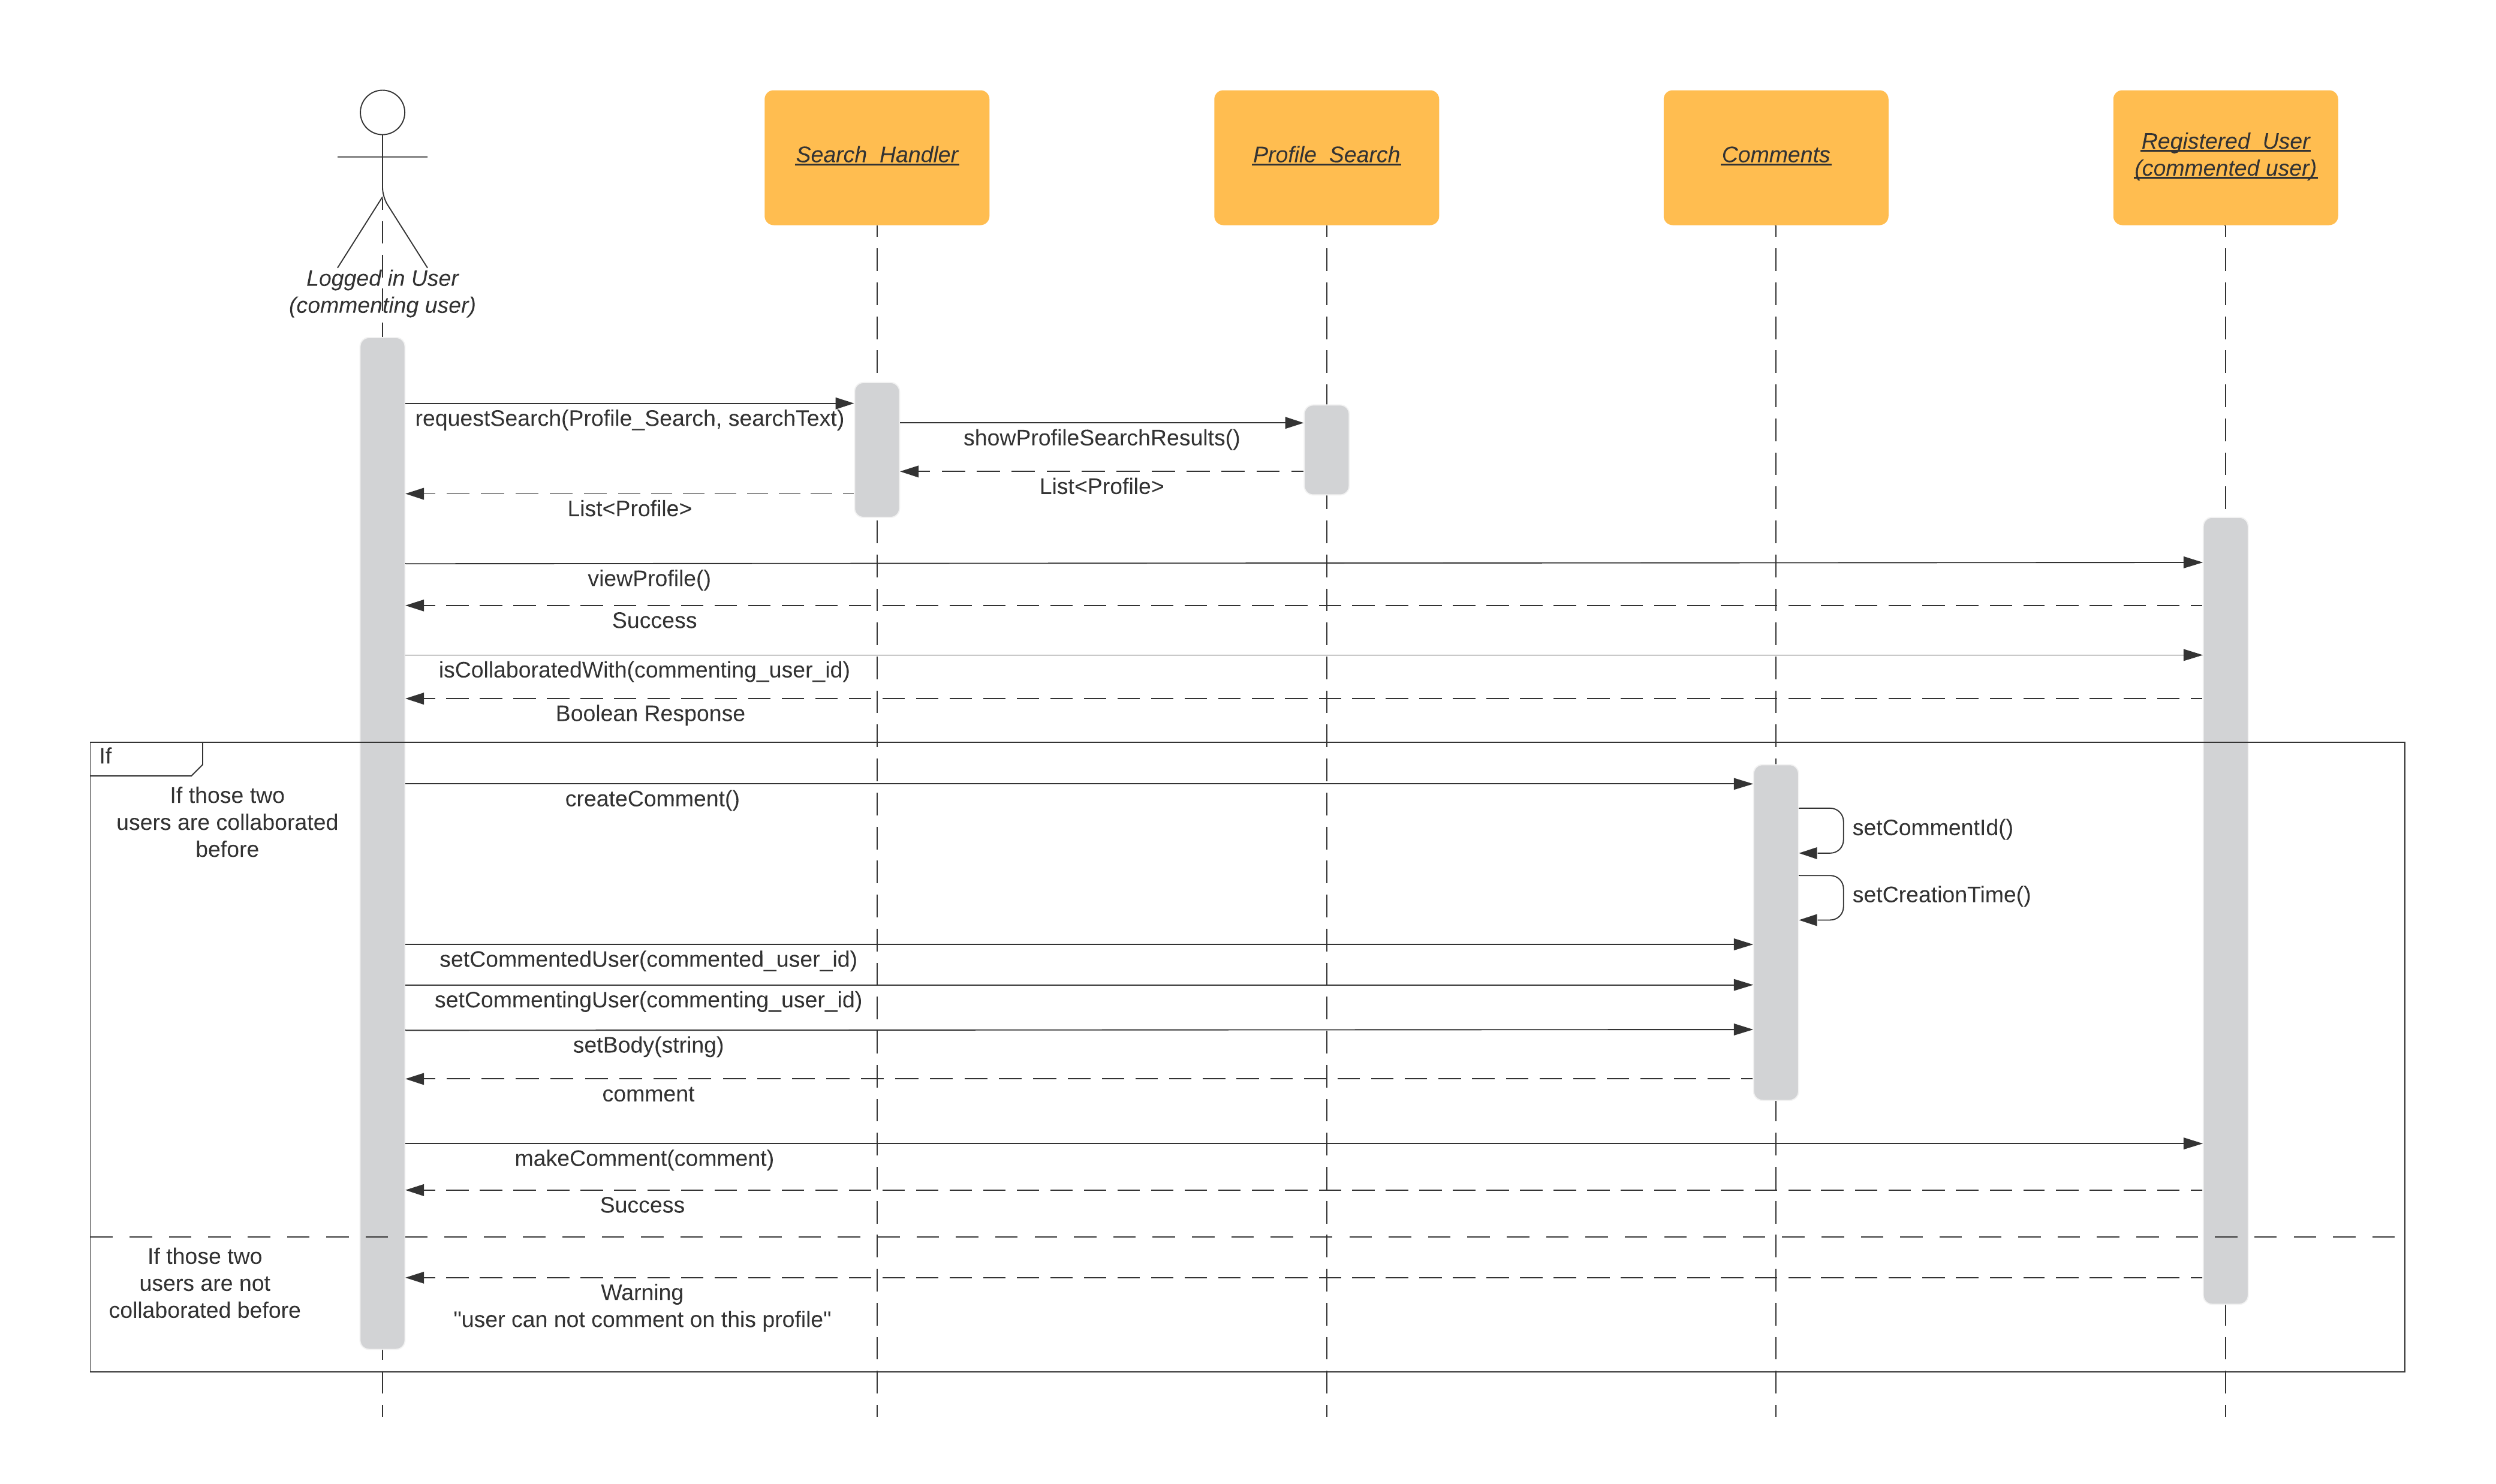 Search_Handler
Profile_Search
Comments
Registered_User
(commented user)
Logged in User
(commenting user)
requestSearch(Profile_Search, searchText)
showProfileSearchResults()
List<Profile>
List<Profile>
viewProfile()
Success
isCollaboratedWith(commenting_user_id)
Boolean Response
If
If those two
users are collaborated
before
createComment()
setCommentId()
setCreationTime()
setCommentedUser(commented_user_id)
setCommentingUser(commenting_user_id)
setBody(string)
comment
makeComment(comment)
Success
If those two
users are not
collaborated before
Warning
"user can not comment on this profile"